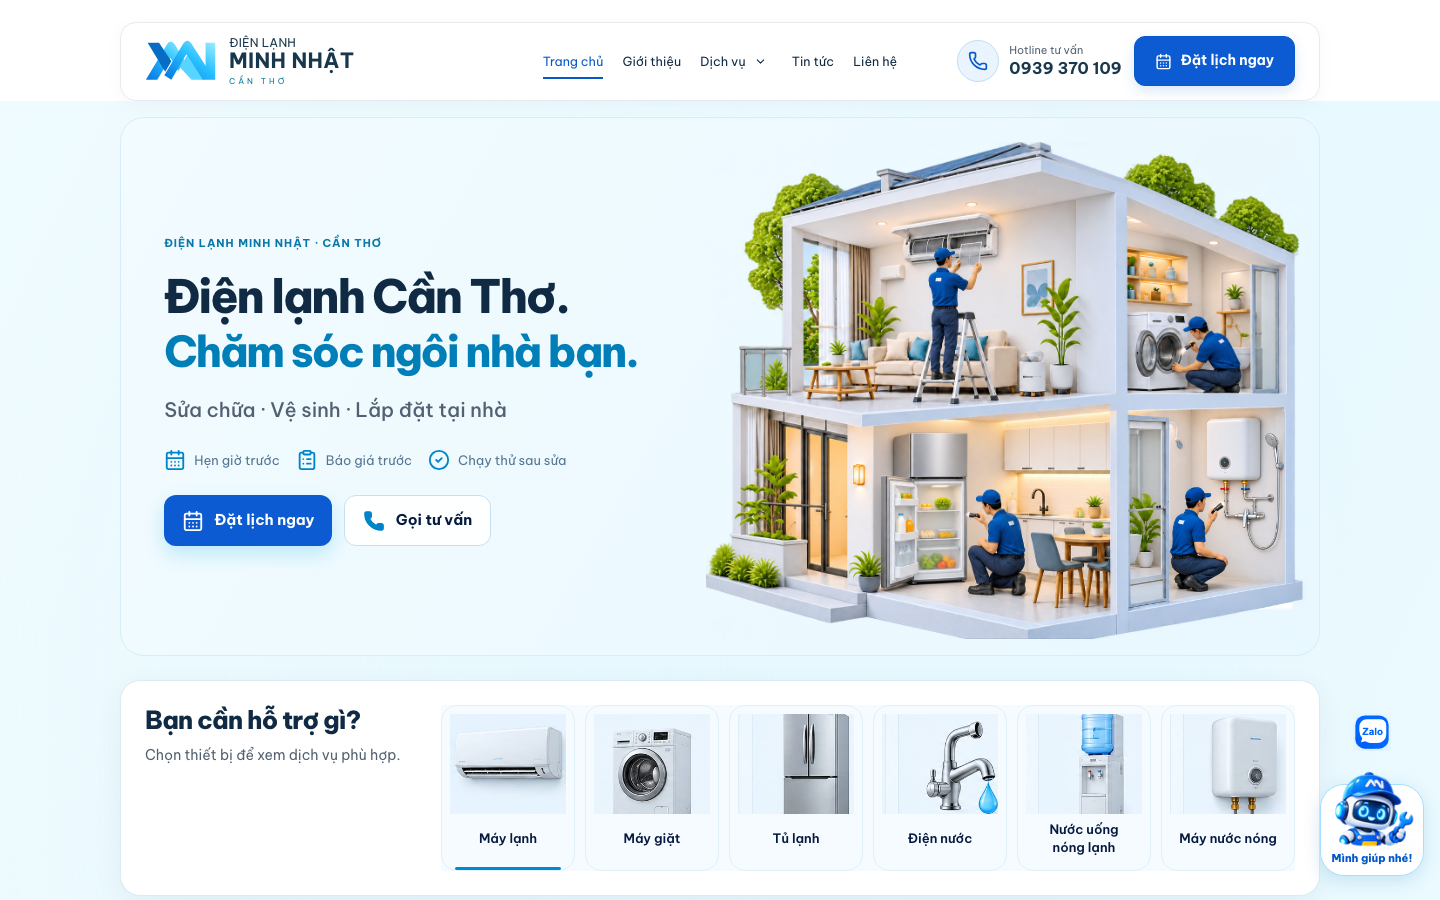 ĐIỆN LẠNH
MINH NHẬT
CẦN THƠ
Trang chủ
Giới thiệu
Dịch vụ
Tin tức
Liên hệ
Hotline tư vấn
0939 370 109
Đặt lịch ngay
ĐIỆN LẠNH MINH NHẬT · CẦN THƠ
Điện lạnh Cần Thơ.
Chăm sóc ngôi nhà bạn.
Sửa chữa · Vệ sinh · Lắp đặt tại nhà
Hẹn giờ trước
Báo giá trước
Chạy thử sau sửa
Đặt lịch ngay
Gọi tư vấn
Bạn cần hỗ trợ gì?
Chọn thiết bị để xem dịch vụ phù hợp.
Máy lạnh
Máy giặt
Tủ lạnh
Điện nước
Nước uống
nóng lạnh
Máy nước nóng
Zalo
Mình giúp nhé!